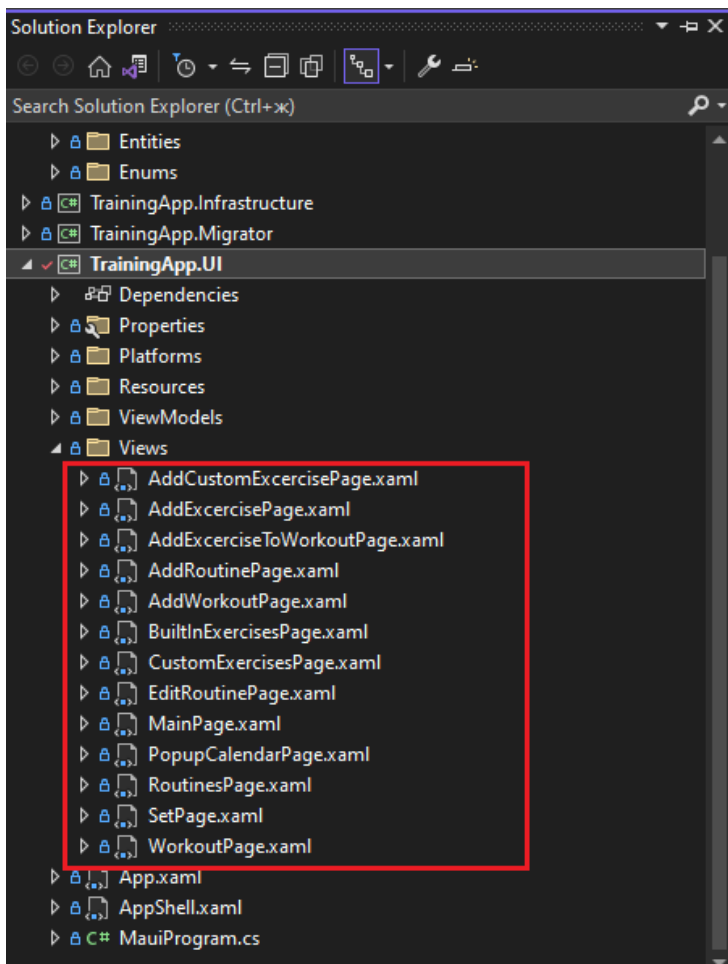 Solution Explorer
Search Solution Explorer (Ctrl+ж)
Entities
Enums
C# TrainingApp.Infrastructure
C# TrainingApp.Migrator
C# TrainingApp.UI
Dependencies
Properties
Platforms
Resources
ViewModels
Views
AddCustomExcercisePage.xaml
AddExcercisePage.xaml
AddExcerciseToWorkoutPage.xaml
AddRoutinePage.xaml
AddWorkoutPage.xaml
BuiltInExercisesPage.xaml
CustomExercisesPage.xaml
EditRoutinePage.xaml
MainPage.xaml
PopupCalendarPage.xaml
RoutinesPage.xaml
SetPage.xaml
WorkoutPage.xaml
App.xaml
AppShell.xaml
C# MauiProgram.cs